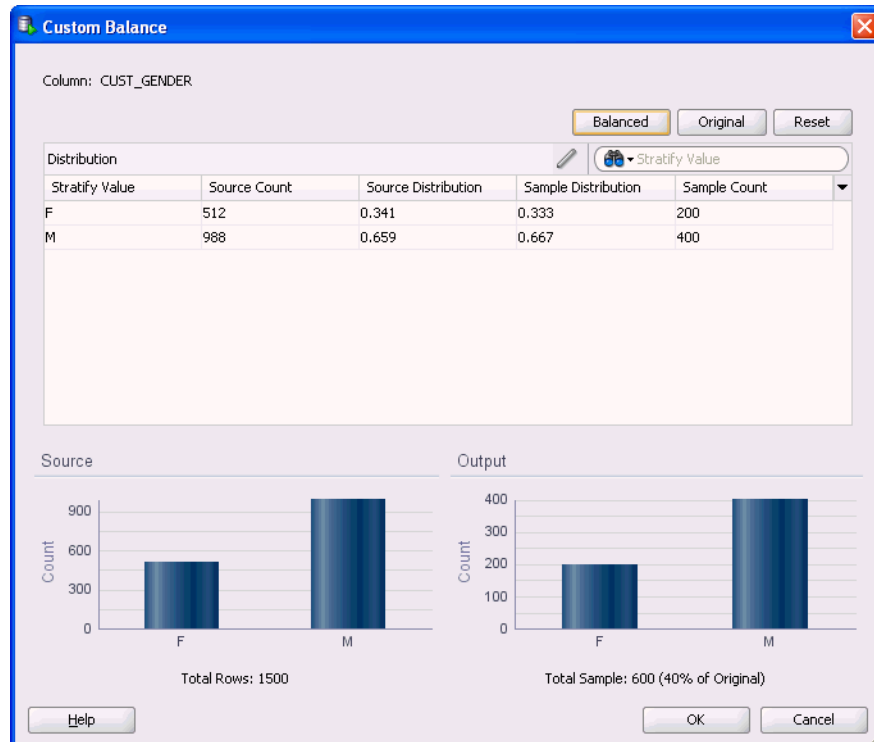 Custom Balance
Column: CUST_GENDER
Balanced Original Reset
Distribution Stratify Value
Stratify Value Source Count Source Distribution Sample Distribution Sample Count
F 512 0.341 0.333 200
M 988 0.659 0.667 400
Source
900
600
300
0
Count
F M
Total Rows: 1500
Output
400
300
200
100
0
Count
F M
Total Sample: 600 (40% of Original)
Help OK Cancel